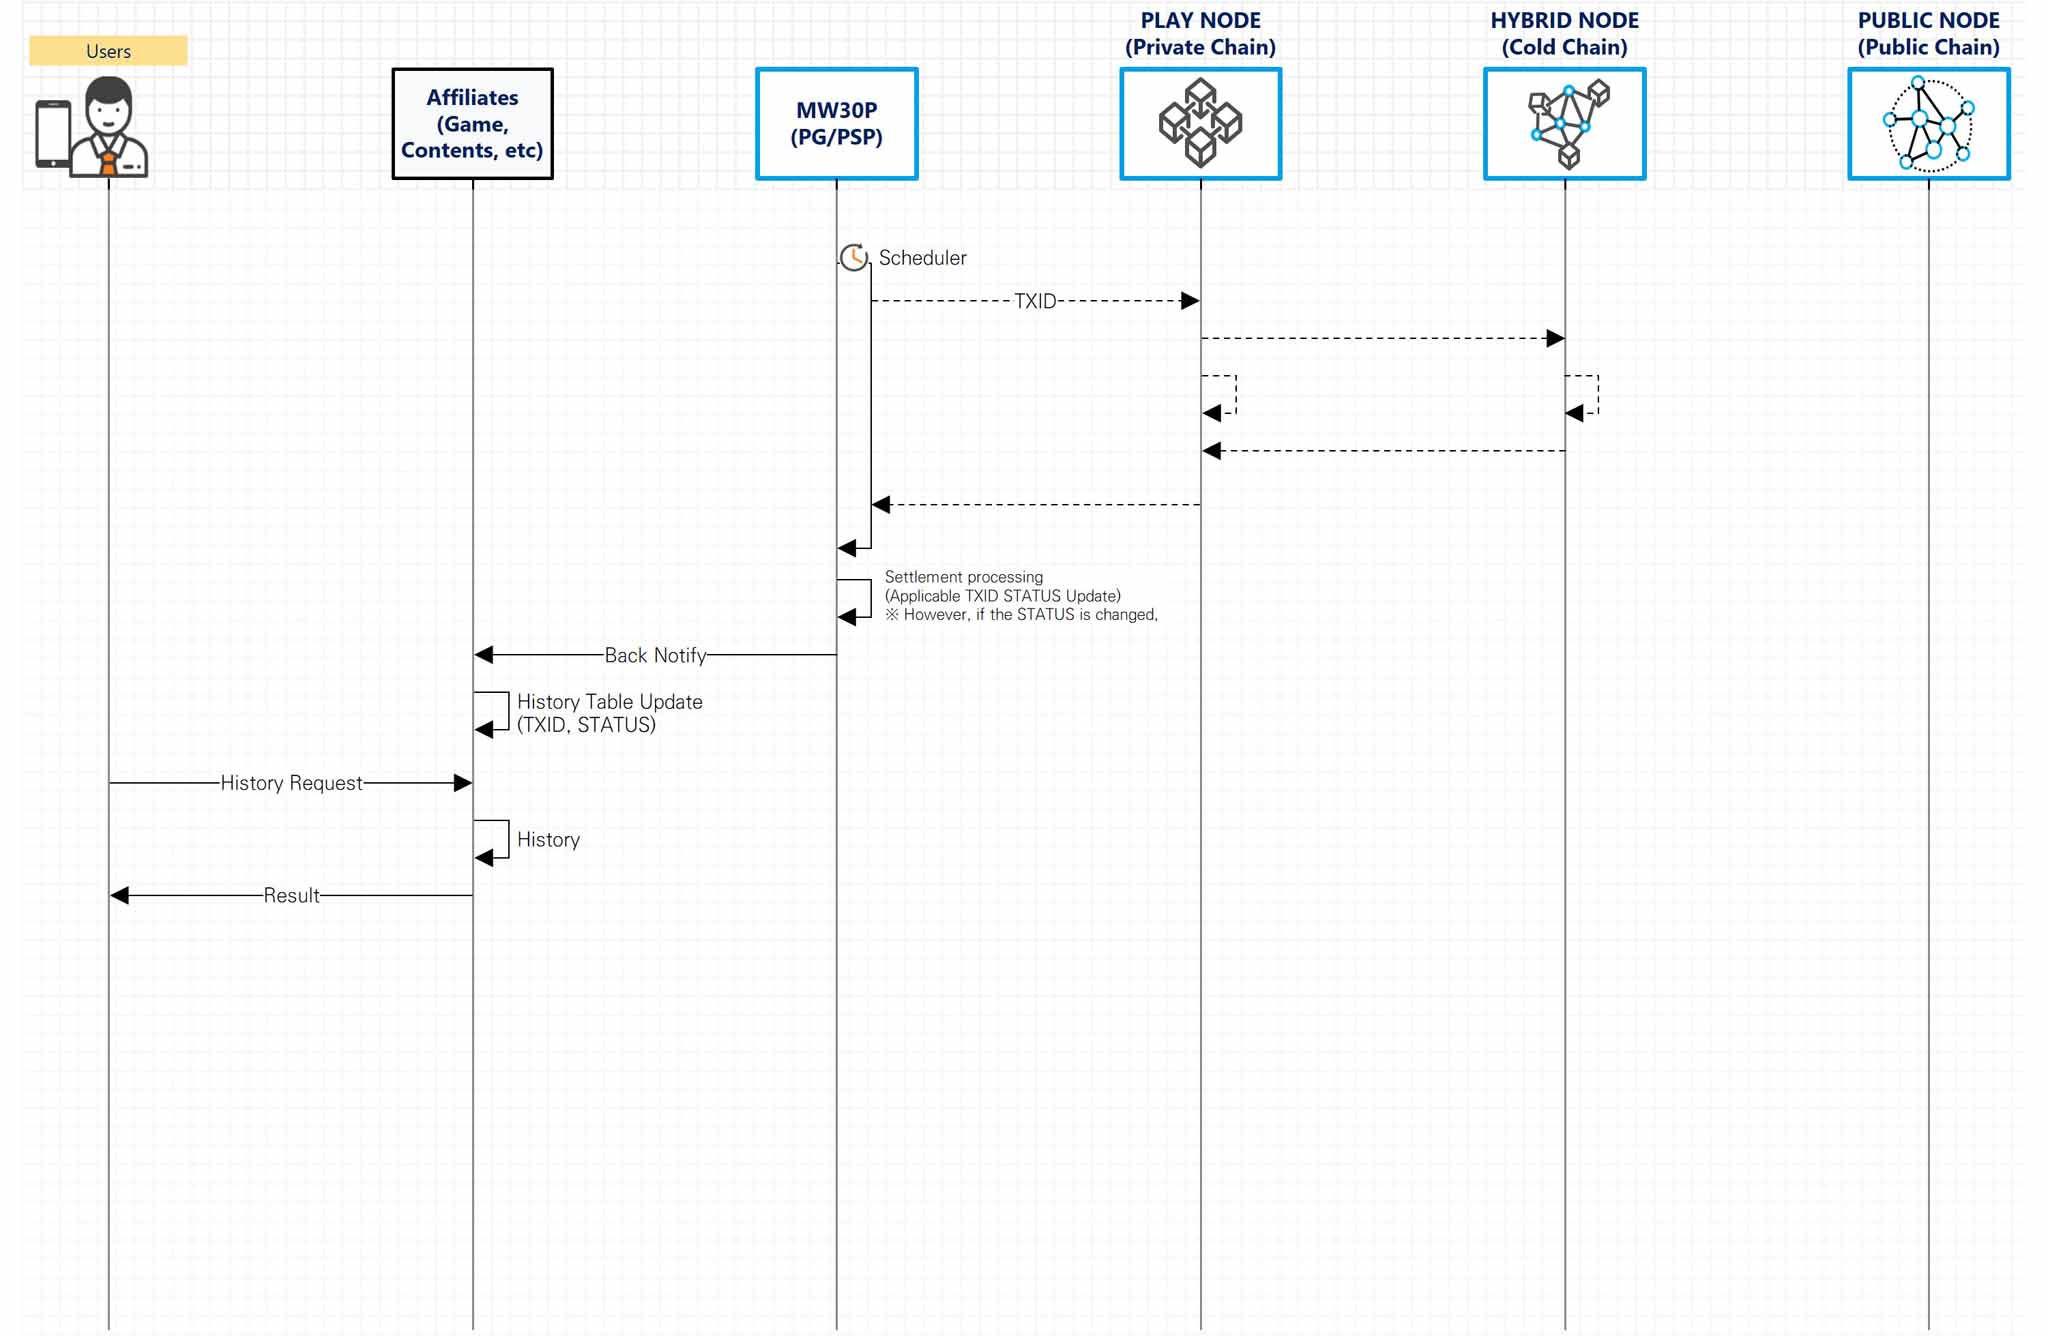 Users
Affiliates
(Game,
Contents, etc)
MW30P
(PG/PSP)
PLAY NODE
(Private Chain)
HYBRID NODE
(Cold Chain)
PUBLIC NODE
(Public Chain)
Scheduler
TXID
Settlement processing
(Applicable TXID STATUS Update)
※ However, if the STATUS is changed,
Back Notify
History Table Update
(TXID, STATUS)
History Request
History
Result